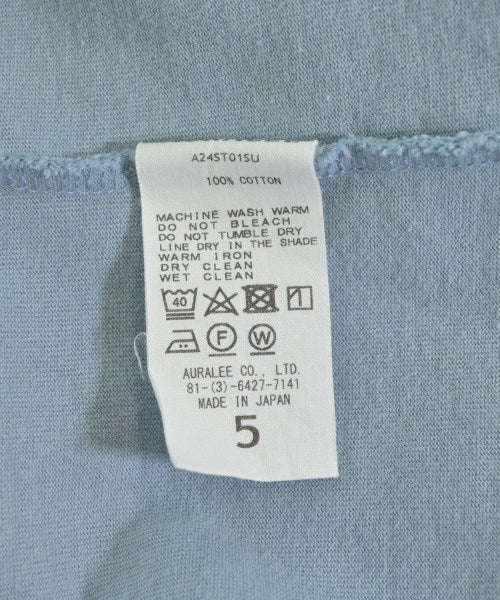 A24ST01SU
100% COTTON
MACHINE WASH WARM
DO NOT BLEACH
DO NOT TUMBLE DRY
LINE DRY IN THE SHADE
WARM IRON
DRY CLEAN
WET CLEAN
40
F W
AURALEE CO., LTD.
81-(3)-6427-7141
MADE IN JAPAN
5